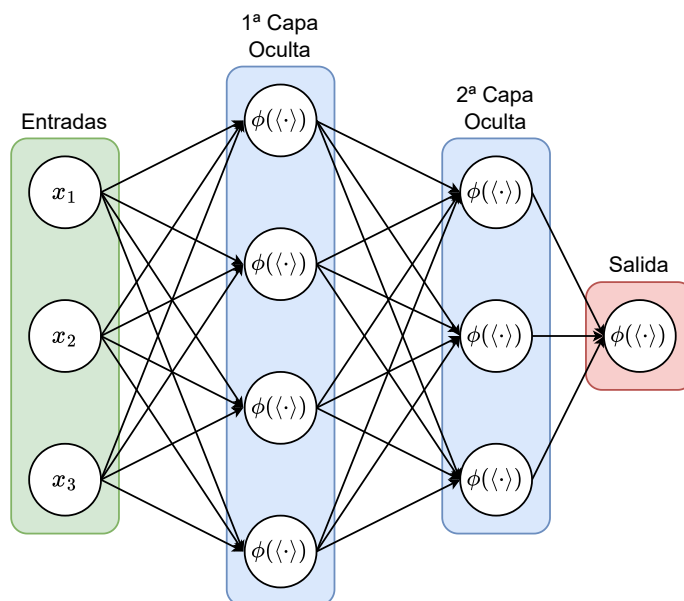 Entradas
x₁
x₂
x₃
1ª Capa
Oculta
ϕ(⟨·⟩)
ϕ(⟨·⟩)
ϕ(⟨·⟩)
ϕ(⟨·⟩)
2ª Capa
Oculta
ϕ(⟨·⟩)
ϕ(⟨·⟩)
ϕ(⟨·⟩)
Salida
ϕ(⟨·⟩)